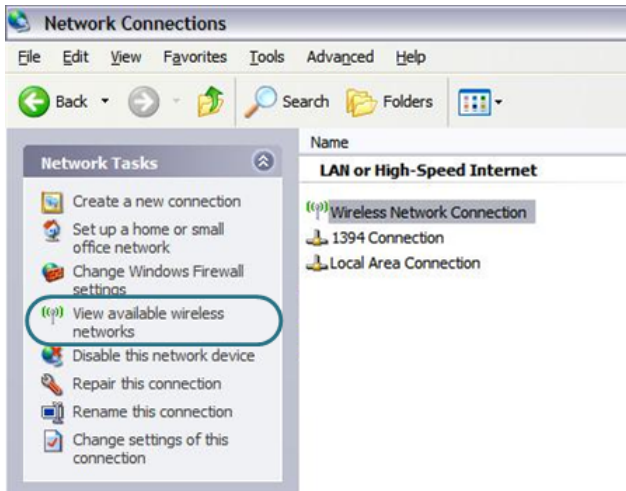 Network Connections
File Edit View Favorites Tools Advanced Help
Back Search Folders
Name
Network Tasks
LAN or High-Speed Internet
Create a new connection
Set up a home or small
office network
Change Windows Firewall
settings
View available wireless
networks
Disable this network device
Repair this connection
Rename this connection
Change settings of this
connection
Wireless Network Connection
1394 Connection
Local Area Connection